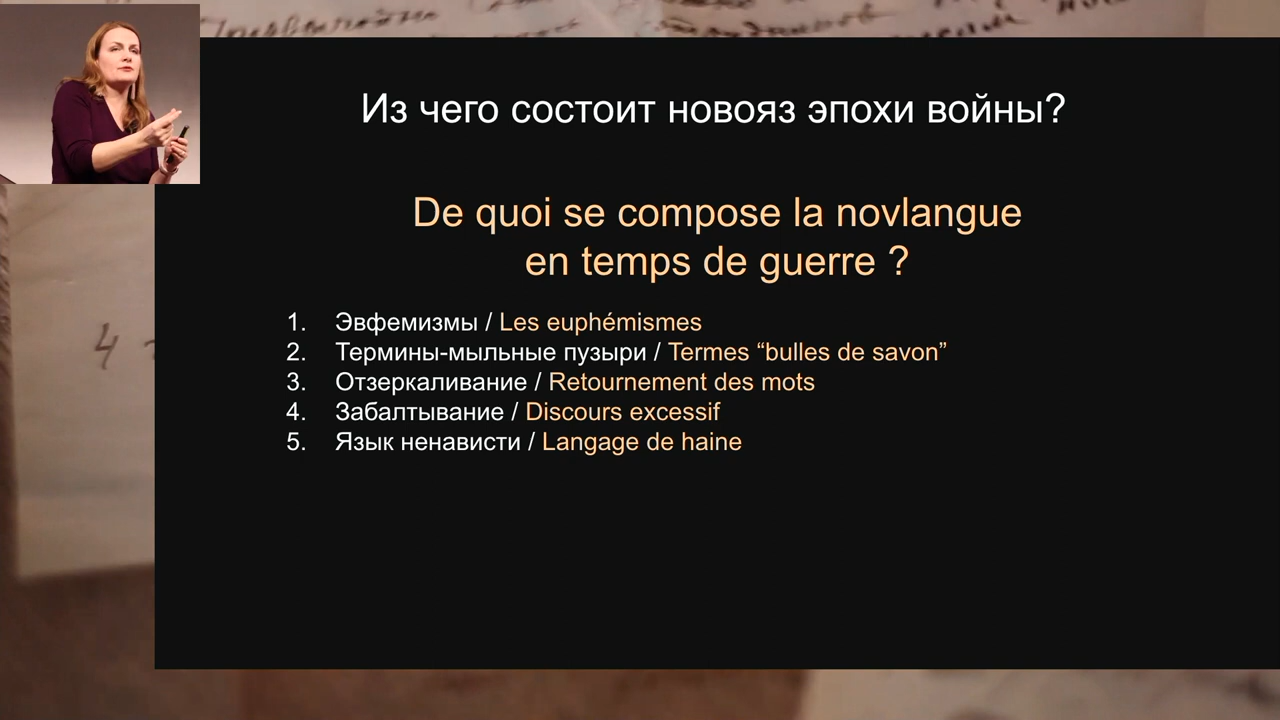 Из чего состоит новояз эпохи войны?
De quoi se compose la novlangue
en temps de guerre ?
1. Эвфемизмы / Les euphémismes
2. Термины-мыльные пузыри / Termes “bulles de savon”
3. Отзеркаливание / Retournement des mots
4. Забалтывание / Discours excessif
5. Язык ненависти / Langage de haine
4